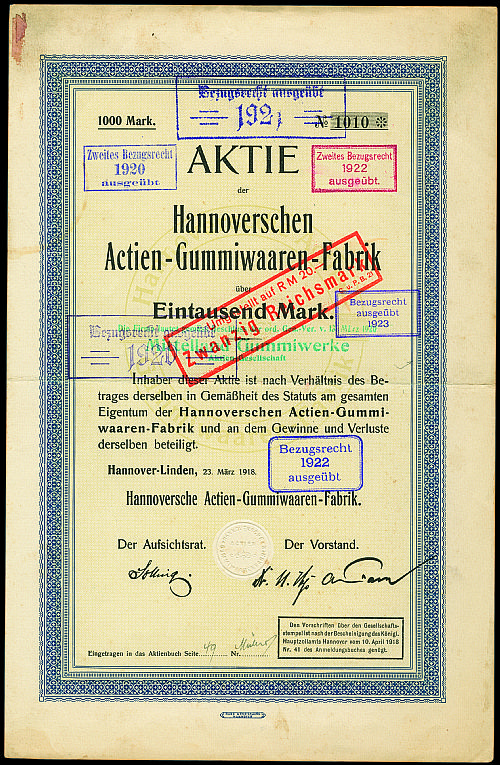 Bezugsrecht ausgeübt
1921
1000 Mark.
№ 1010 ※
Zweites Bezugsrecht
1920
ausgeübt.
AKTIE
Zweites Bezugsrecht
1922
ausgeübt.
der
Hannoverschen
Actien-Gummiwaaren-Fabrik
über
Umgestellt auf RM 20.-
Zwanzig Reichsmark
Eintausend Mark.
Bezugsrecht
ausgeübt
1923
Gummiwerke
Aktien-Gesellschaft
Bezugsrecht ausgeübt
1920
Inhaber dieser Aktie ist nach Verhältnis des Be-
trages derselben in Gemäßheit des Statuts am gesamten
Eigentum der Hannoverschen Actien-Gummi-
waaren-Fabrik und an dem Gewinne und Verluste
derselben beteiligt.
Bezugsrecht
1922
ausgeübt
Hannover-Linden, 23. März 1918.
Hannoversche Actien-Gummiwaaren-Fabrik.
Der Aufsichtsrat. Der Vorstand.
Den Vorschriften über den Gesellschafts-
stempel ist nach der Bescheinigung des Königl.
Hauptzollamts Hannover vom 10. April 1918
Nr. 41 des Anmeldungsbuches genügt.
Eingetragen in das Aktienbuch Seite 49 Nr.